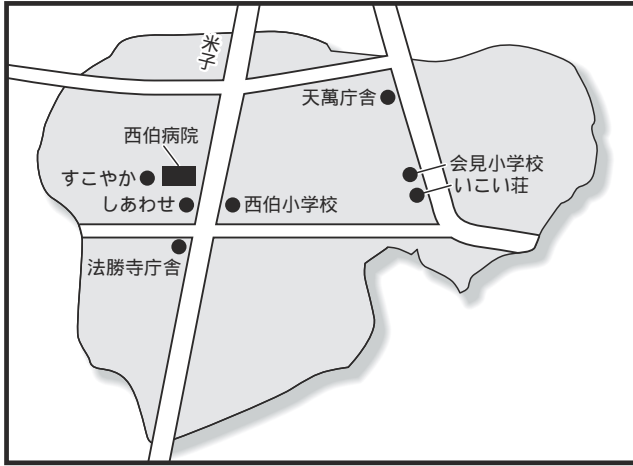 米子
天萬庁舎
西伯病院
会見小学校
すこやか
いこい荘
しあわせ
西伯小学校
法勝寺庁舎